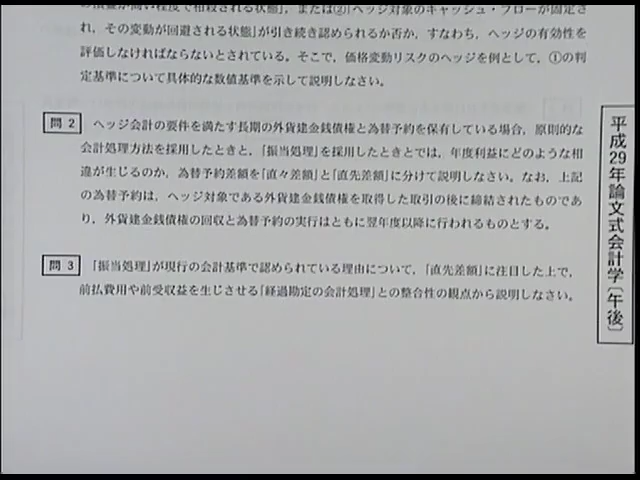 の損益が高い程度で相殺される状態」,または②「ヘッジ対象のキャッシュ・フローが固定さ
れ,その変動が回避される状態」が引き続き認められるか否か,すなわち,ヘッジの有効性を
評価しなければならないとされている。そこで,価格変動リスクのヘッジを例として,①の判
定基準について具体的な数値基準を示して説明しなさい。
問 2 ヘッジ会計の要件を満たす長期の外貨建金銭債権と為替予約を保有している場合,原則的な
会計処理方法を採用したときと,「振当処理」を採用したときとでは,年度利益にどのような相
違が生じるのか,為替予約差額を「直々差額」と「直先差額」に分けて説明しなさい。なお,上記
の為替予約は,ヘッジ対象である外貨建金銭債権を取得した取引の後に締結されたものであ
り,外貨建金銭債権の回収と為替予約の実行はともに翌年度以降に行われるものとする。
問 3 「振当処理」が現行の会計基準で認められている理由について,「直先差額」に注目した上で,
前払費用や前受収益を生じさせる「経過勘定の会計処理」との整合性の観点から説明しなさい。
平成29年論文式会計学〔午後〕